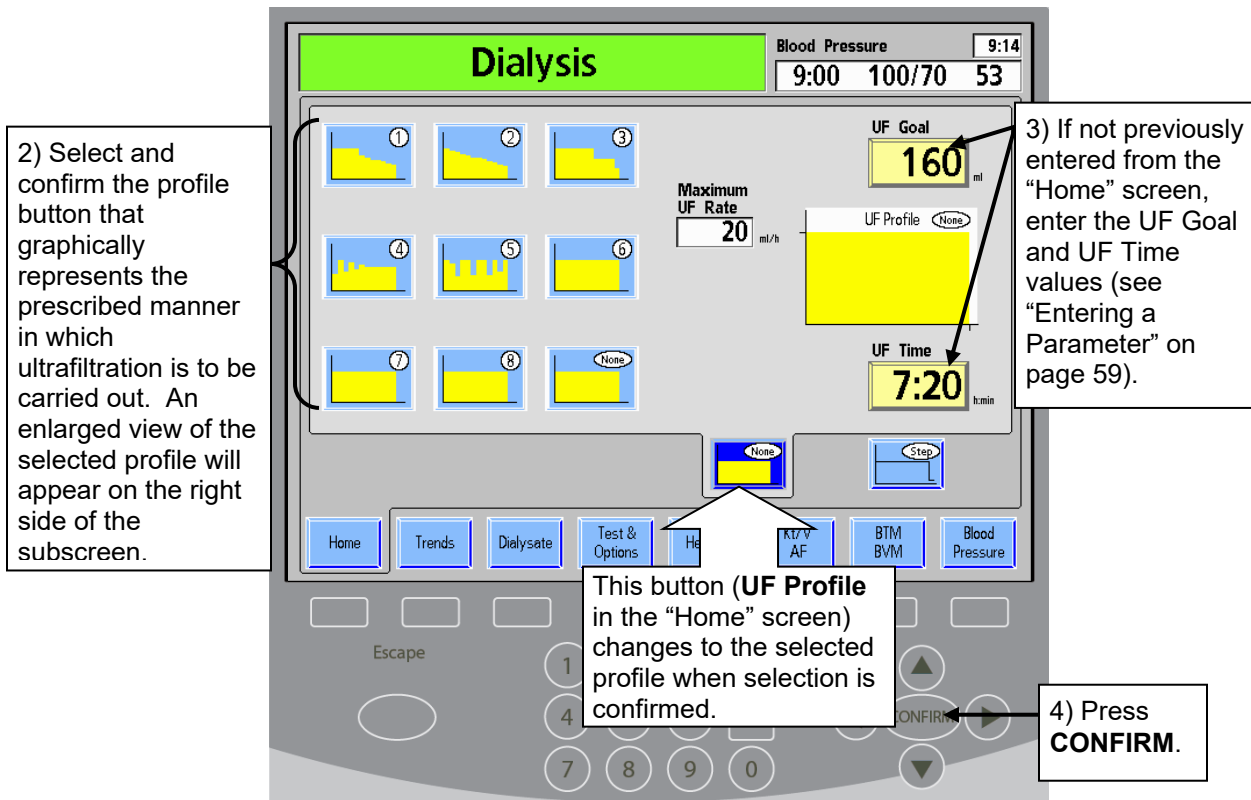 Dialysis
Blood Pressure
9:14
9:00 100/70 53
2) Select and
confirm the profile
button that
graphically
represents the
prescribed manner
in which
ultrafiltration is to be
carried out. An
enlarged view of the
selected profile will
appear on the right
side of the
subscreen.
1
2
3
4
5
6
7
8
None
Maximum
UF Rate
20 ml/h
UF Goal
160 ml
UF Profile None
UF Time
7:20 h:min
3) If not previously
entered from the
“Home” screen,
enter the UF Goal
and UF Time
values (see
“Entering a
Parameter” on
page 59).
None
Step
Home
Trends
Dialysate
Test &
Options
He
Kt/V
AF
BTM
BVM
Blood
Pressure
This button (UF Profile
in the “Home” screen)
changes to the selected
profile when selection is
confirmed.
Escape
1
4
7
8
9
0
CONFIRM
4) Press
CONFIRM.